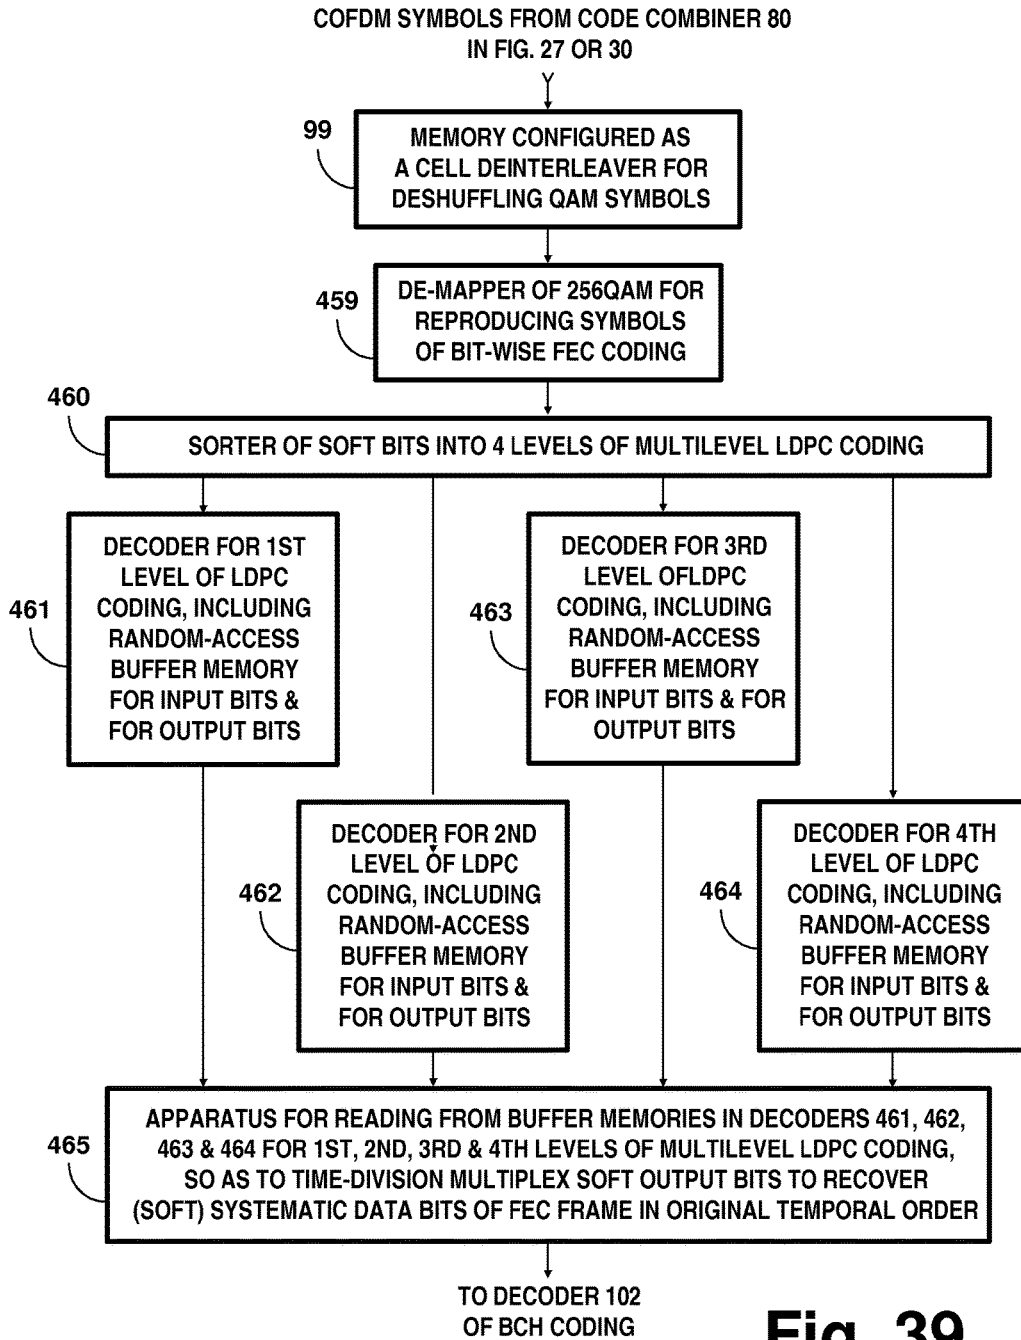 COFDM SYMBOLS FROM CODE COMBINER 80
IN FIG. 27 OR 30
99
MEMORY CONFIGURED AS
A CELL DEINTERLEAVER FOR
DESHUFFLING QAM SYMBOLS
459
DE-MAPPER OF 256QAM FOR
REPRODUCING SYMBOLS
OF BIT-WISE FEC CODING
460
SORTER OF SOFT BITS INTO 4 LEVELS OF MULTILEVEL LDPC CODING
461
DECODER FOR 1ST
LEVEL OF LDPC
CODING, INCLUDING
RANDOM-ACCESS
BUFFER MEMORY
FOR INPUT BITS &
FOR OUTPUT BITS
463
DECODER FOR 3RD
LEVEL OFLDPC
CODING, INCLUDING
RANDOM-ACCESS
BUFFER MEMORY
FOR INPUT BITS & FOR
OUTPUT BITS
462
DECODER FOR 2ND
LEVEL OF LDPC
CODING, INCLUDING
RANDOM-ACCESS
BUFFER MEMORY
FOR INPUT BITS &
FOR OUTPUT BITS
464
DECODER FOR 4TH
LEVEL OF LDPC
CODING, INCLUDING
RANDOM-ACCESS
BUFFER MEMORY
FOR INPUT BITS &
FOR OUTPUT BITS
465
APPARATUS FOR READING FROM BUFFER MEMORIES IN DECODERS 461, 462,
463 & 464 FOR 1ST, 2ND, 3RD & 4TH LEVELS OF MULTILEVEL LDPC CODING,
SO AS TO TIME-DIVISION MULTIPLEX SOFT OUTPUT BITS TO RECOVER
(SOFT) SYSTEMATIC DATA BITS OF FEC FRAME IN ORIGINAL TEMPORAL ORDER
TO DECODER 102
OF BCH CODING
Fig. 39